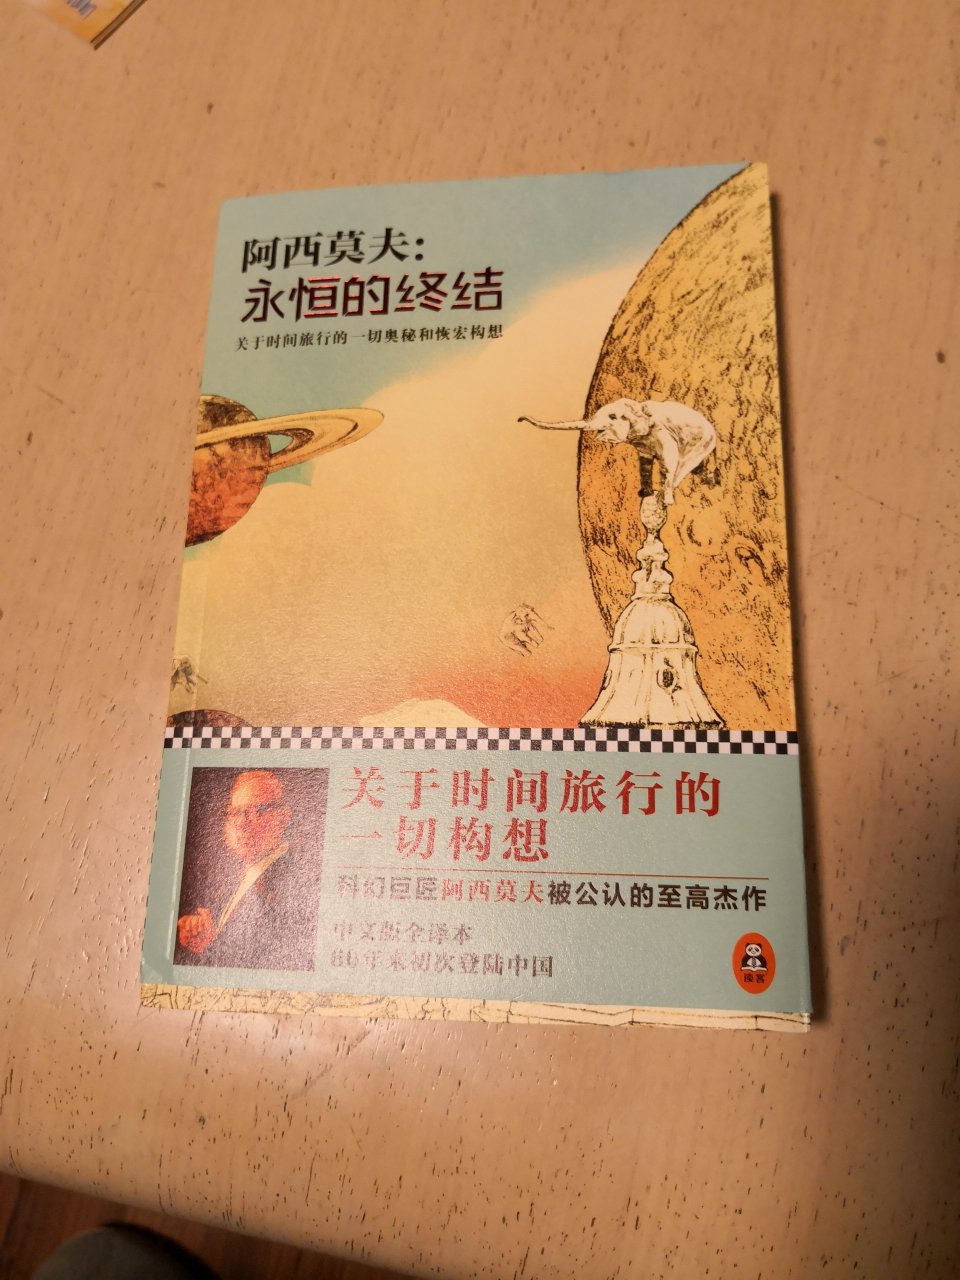 阿西莫夫：
永恒的终结
关于时间旅行的一切奥秘和恢宏构想
关于时间旅行的
一切构想
科幻巨匠阿西莫夫被公认的至高杰作
中文版全译本
60年来初次登陆中国
读客